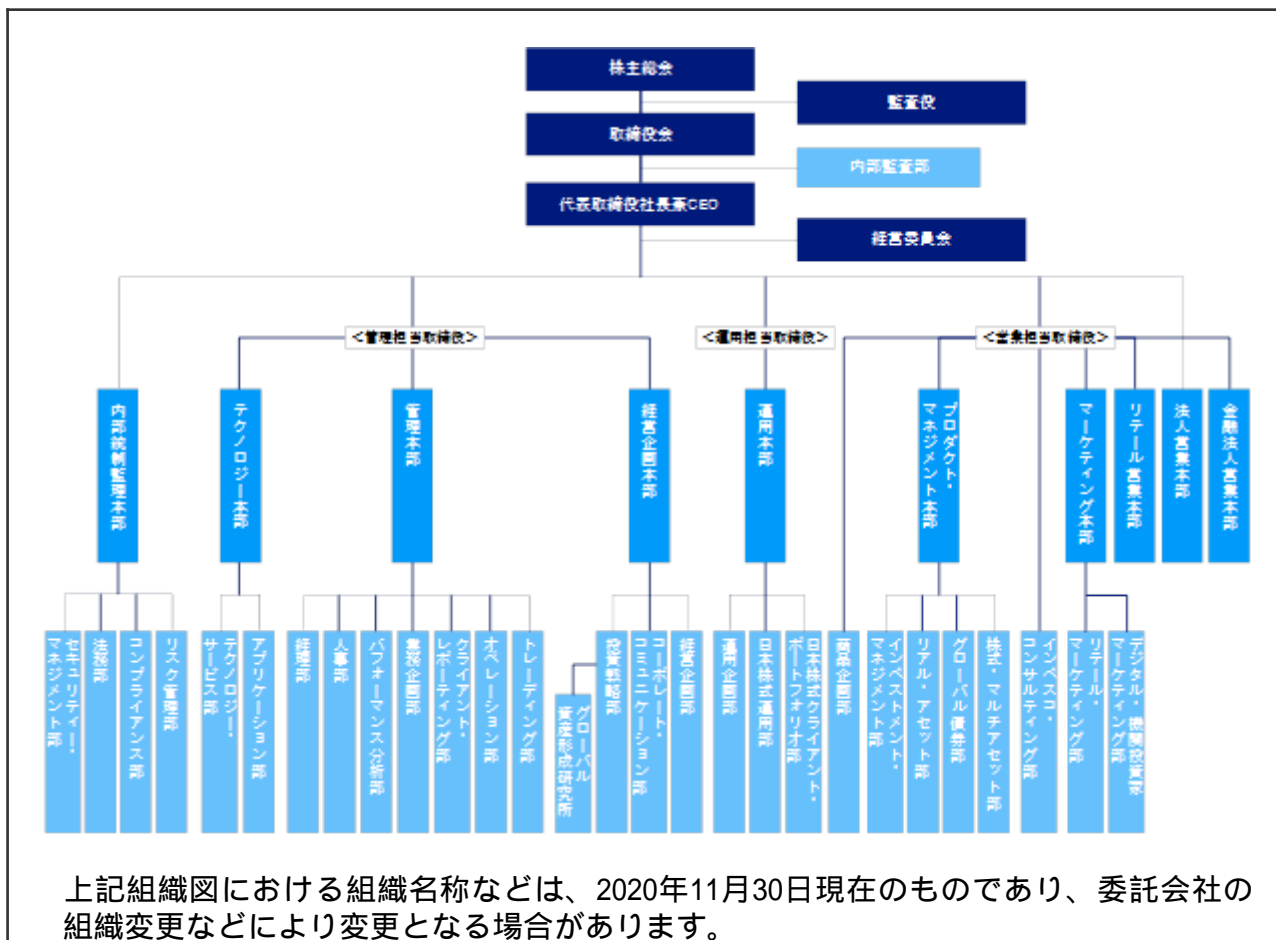 株主総会
監査役
取締役会
内部監査部
代表取締役社長兼CEO
経営委員会
＜管理担当取締役＞
＜運用担当取締役＞
＜営業担当取締役＞
内部統制監理本部
テクノロジー本部
管理本部
経営企画本部
運用本部
プロダクト・
マネジメント本部
マーケティング本部
リテール営業本部
法人営業本部
金融法人営業本部
セキュリティー・
マネジメント部
法務部
コンプライアンス部
リスク管理部
テクノロジー・
サービス部
アプリケーション部
経理部
人事部
パフォーマンス分析部
業務企画部
クライアント・
レポーティング部
オペレーション部
トレーディング部
グローバル
資産形成研究所
投資戦略部
コーポレート・
コミュニケーション部
経営企画部
運用企画部
日本株式運用部
日本株式クライアント・
ポートフォリオ部
商品企画部
インベストメント・
マネジメント部
リアル・アセット部
グローバル債券部
株式・マルチアセット部
インベスコ・
コンサルティング部
リテール・
マーケティング部
デジタル・機関投資家
マーケティング部
上記組織図における組織名称などは、2020年11月30日現在のものであり、委託会社の
組織変更などにより変更となる場合があります。